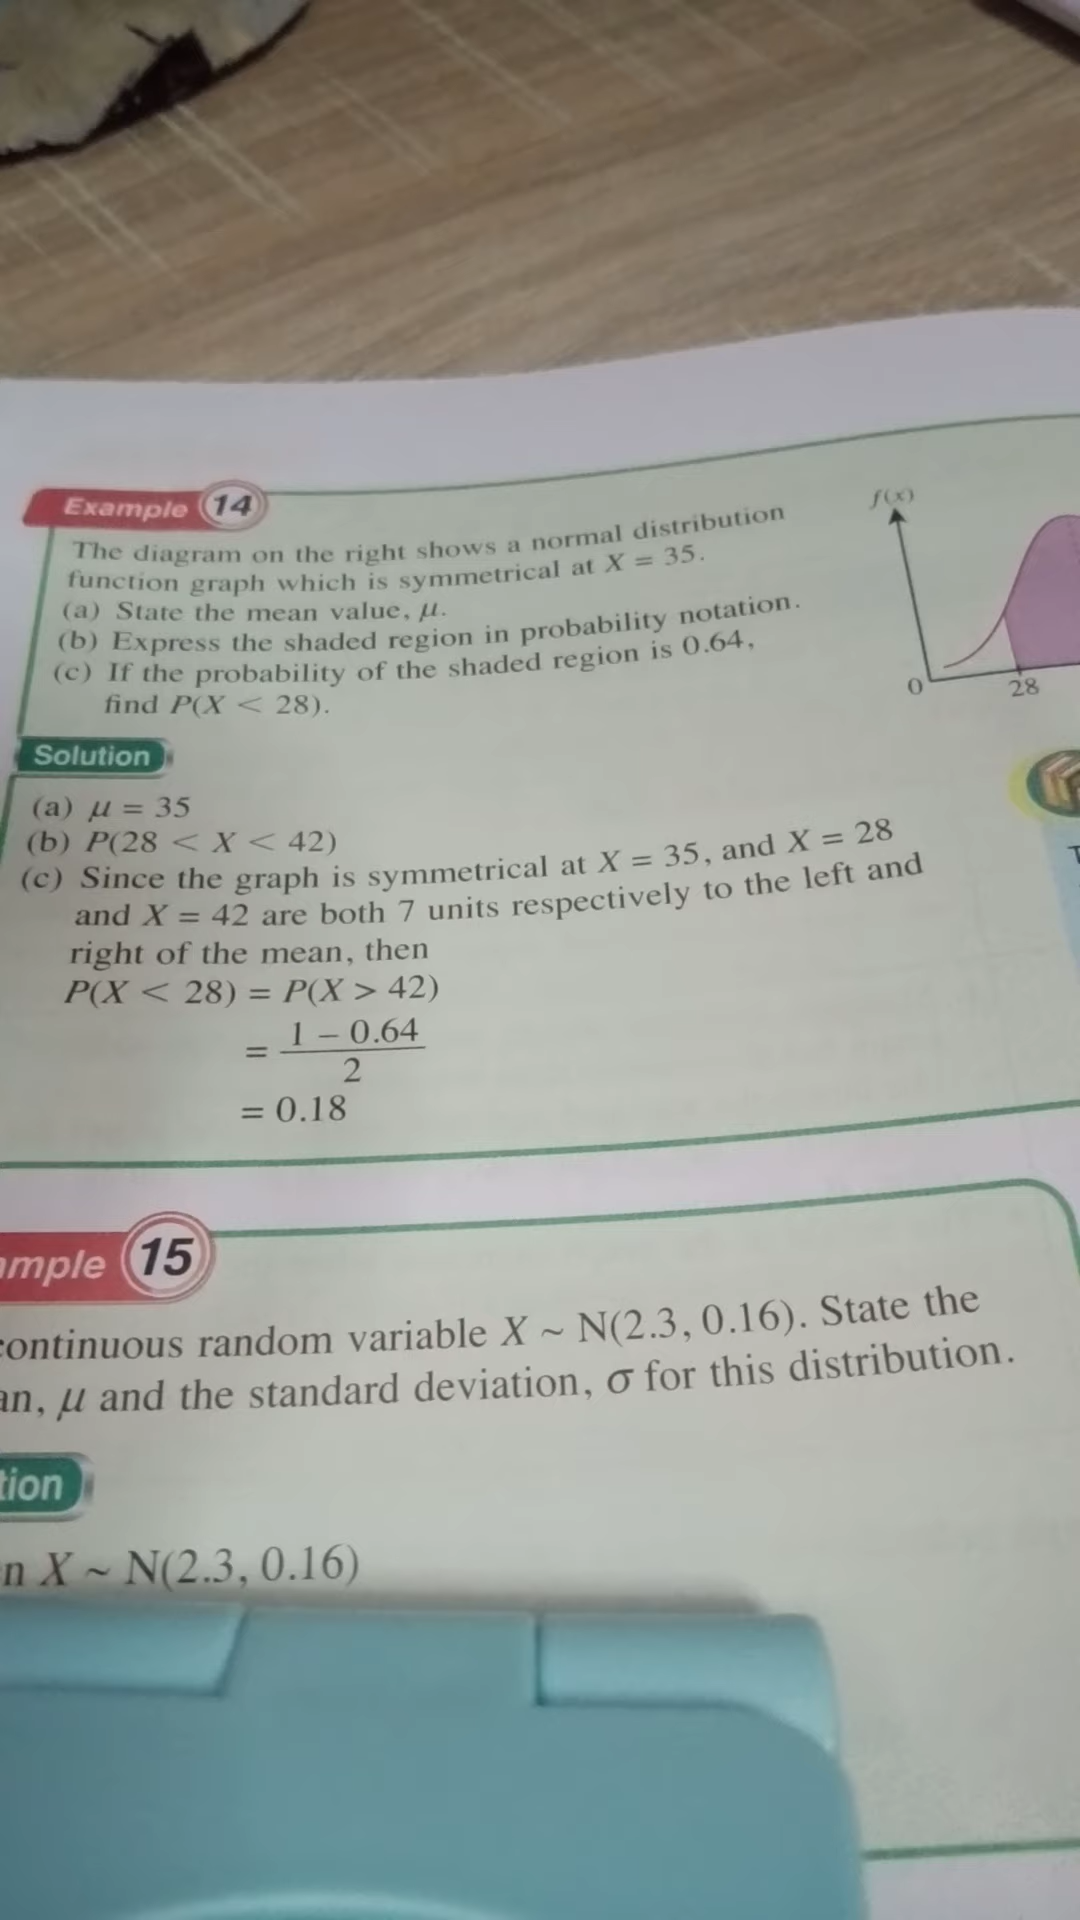 Example 14
The diagram on the right shows a normal distribution
function graph which is symmetrical at X = 35.
(a) State the mean value, μ.
(b) Express the shaded region in probability notation.
(c) If the probability of the shaded region is 0.64,
find P(X < 28).
f(x)
0
28
Solution
(a) μ = 35
(b) P(28 < X < 42)
(c) Since the graph is symmetrical at X = 35, and X = 28
and X = 42 are both 7 units respectively to the left and
right of the mean, then
P(X < 28) = P(X > 42)
= 1 – 0.64
2
= 0.18
15
continuous random variable X ~ N(2.3, 0.16). State the
μ and the standard deviation, σ for this distribution.
X ~ N(2.3, 0.16)